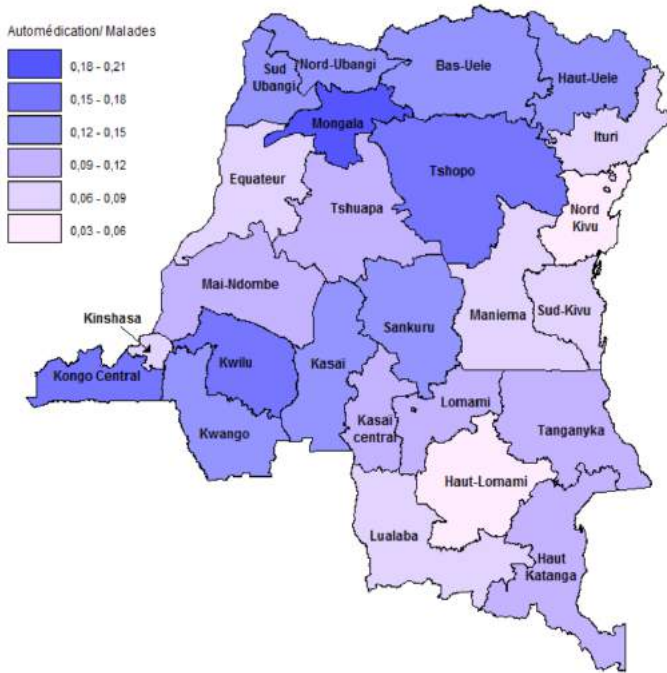 Automédication/ Malades
0,18 - 0,21
0,15 - 0,18
0,12 - 0,15
0,09 - 0,12
0,06 - 0,09
0,03 - 0,06
Sud
Ubangi
Nord-Ubangi
Bas-Uele
Haut-Uele
Mongala
Ituri
Equateur
Tshopo
Tshuapa
Nord
Kivu
Mai-Ndombe
Maniema
Sud-Kivu
Kinshasa
Sankuru
Kongo Central
Kwilu
Kasai
Kwango
Kasai
central
Lomami
Tanganyka
Haut-Lomami
Lualaba
Haut
Katanga